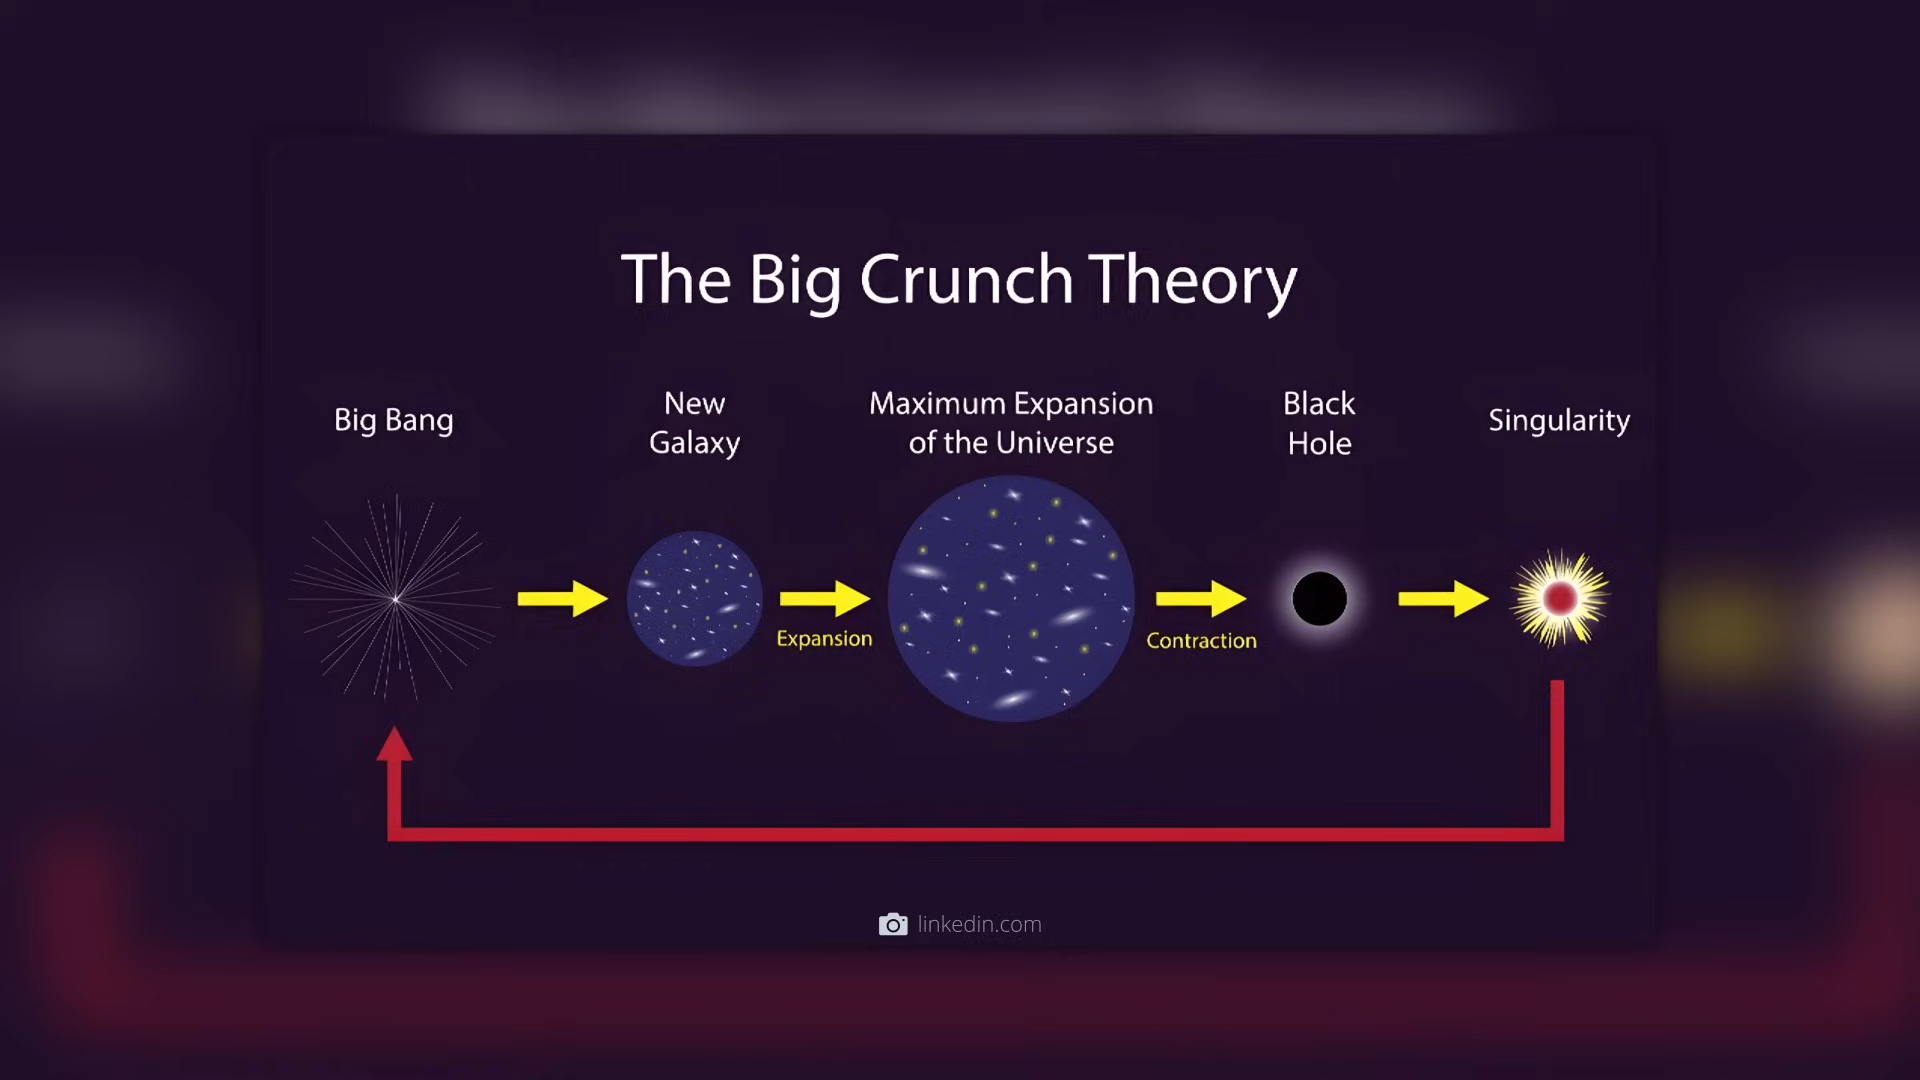 The Big Crunch Theory
Big Bang
New
Galaxy
Maximum Expansion
of the Universe
Black
Hole
Singularity
Expansion
Contraction
linkedin.com